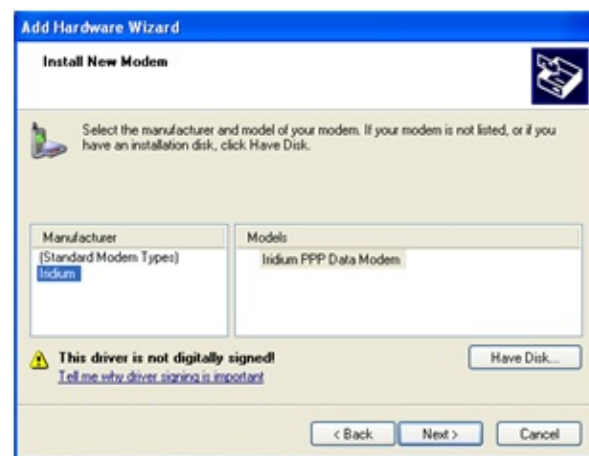 Add Hardware Wizard
Install New Modem
Select the manufacturer and model of your modem. If your modem is not listed, or if you
have an installation disk, click Have Disk.
Manufacturer
(Standard Modem Types)
Iridium
Models
Iridium PPP Data Modem
This driver is not digitally signed!
Tell me why driver signing is important
Have Disk...
< Back
Next >
Cancel